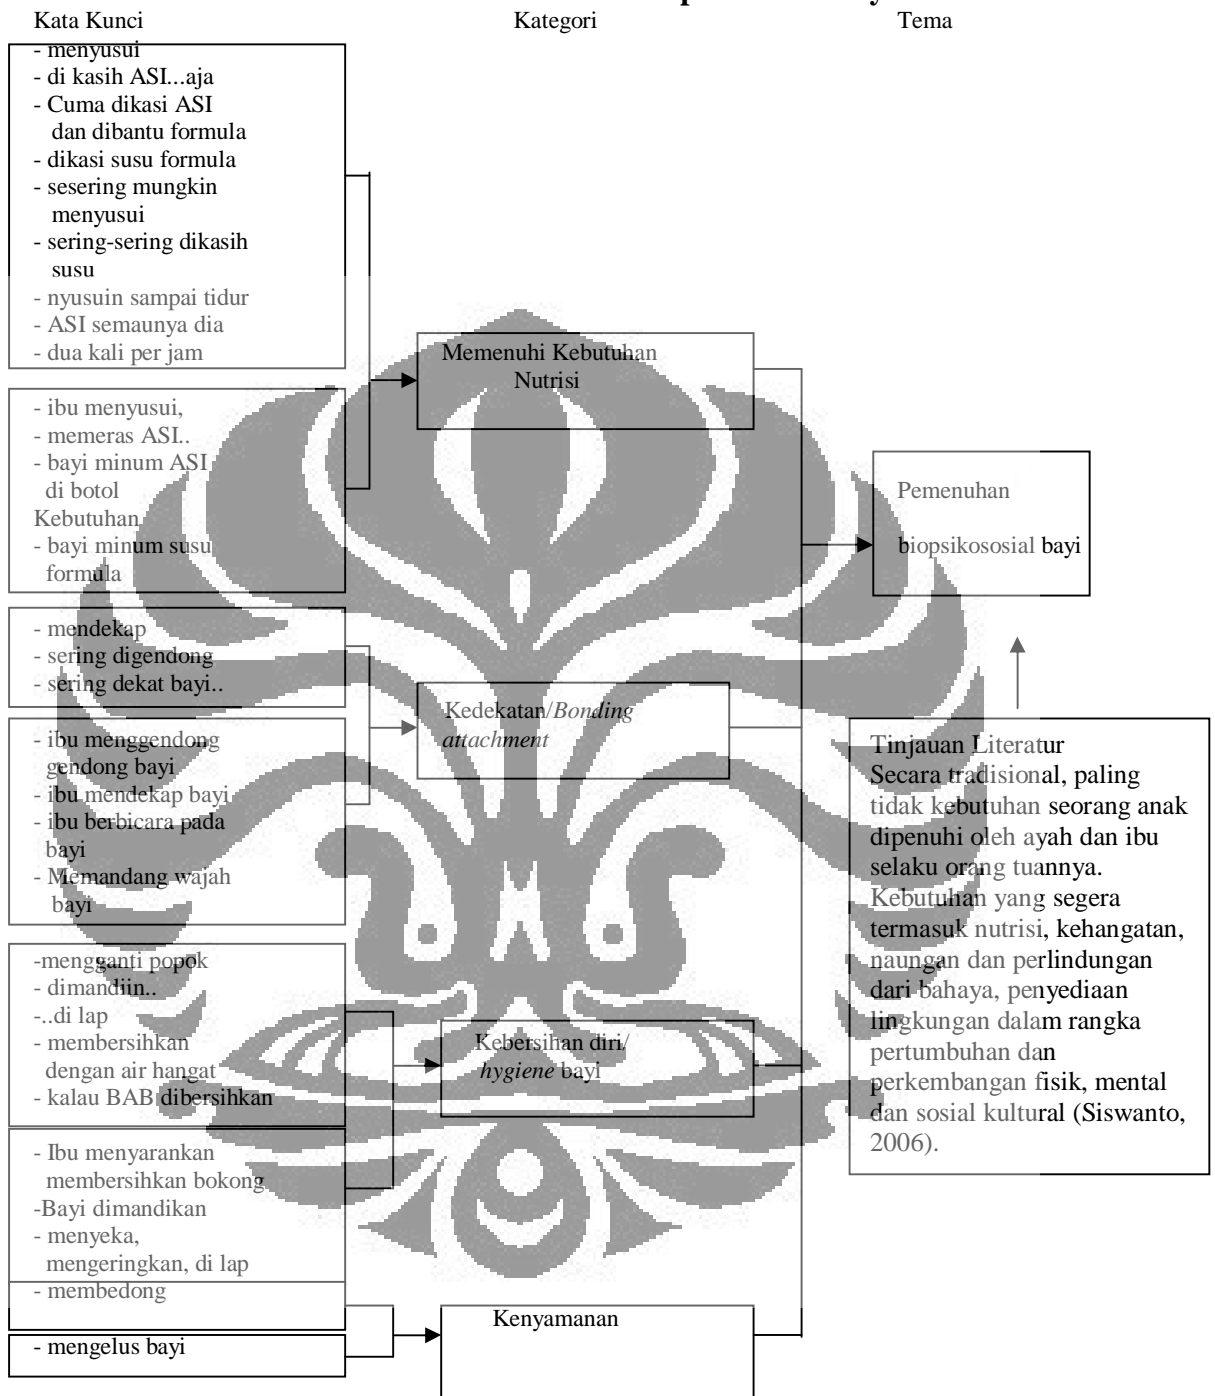 Kata Kunci
Kategori
Tema
- menyusui
- di kasih ASI...aja
- Cuma dikasi ASI
dan dibantu formula
- dikasi susu formula
- sesering mungkin
menyusui
- sering-sering dikasih
susu
- nyusuin sampai tidur
- ASI semaunya dia
- dua kali per jam
- ibu menyusui,
- memeras ASI..
- bayi minum ASI
di botol
Kebutuhan
- bayi minum susu
formula
- mendekap
- sering digendong
- sering dekat bayi..
- ibu menggendong
gendong bayi
- ibu mendekap bayi
- ibu berbicara pada
bayi
- Memandang wajah
bayi
-mengganti popok
- dimandiin..
-..di lap
- membersihkan
dengan air hangat
- kalau BAB dibersihkan
- Ibu menyarankan
membersihkan bokong
-Bayi dimandikan
- menyeka,
mengeringkan, di lap
- membedong
- mengelus bayi
Memenuhi Kebutuhan
Nutrisi
Kedekatan/Bonding
attachment
Kebersihan diri/
hygiene bayi
Kenyamanan
Pemenuhan
biopsikososial bayi
Tinjauan Literatur
Secara tradisional, paling
tidak kebutuhan seorang anak
dipenuhi oleh ayah dan ibu
selaku orang tuannya.
Kebutuhan yang segera
termasuk nutrisi, kehangatan,
naungan dan perlindungan
dari bahaya, penyediaan
lingkungan dalam rangka
pertumbuhan dan
perkembangan fisik, mental
dan sosial kultural (Siswanto,
2006).